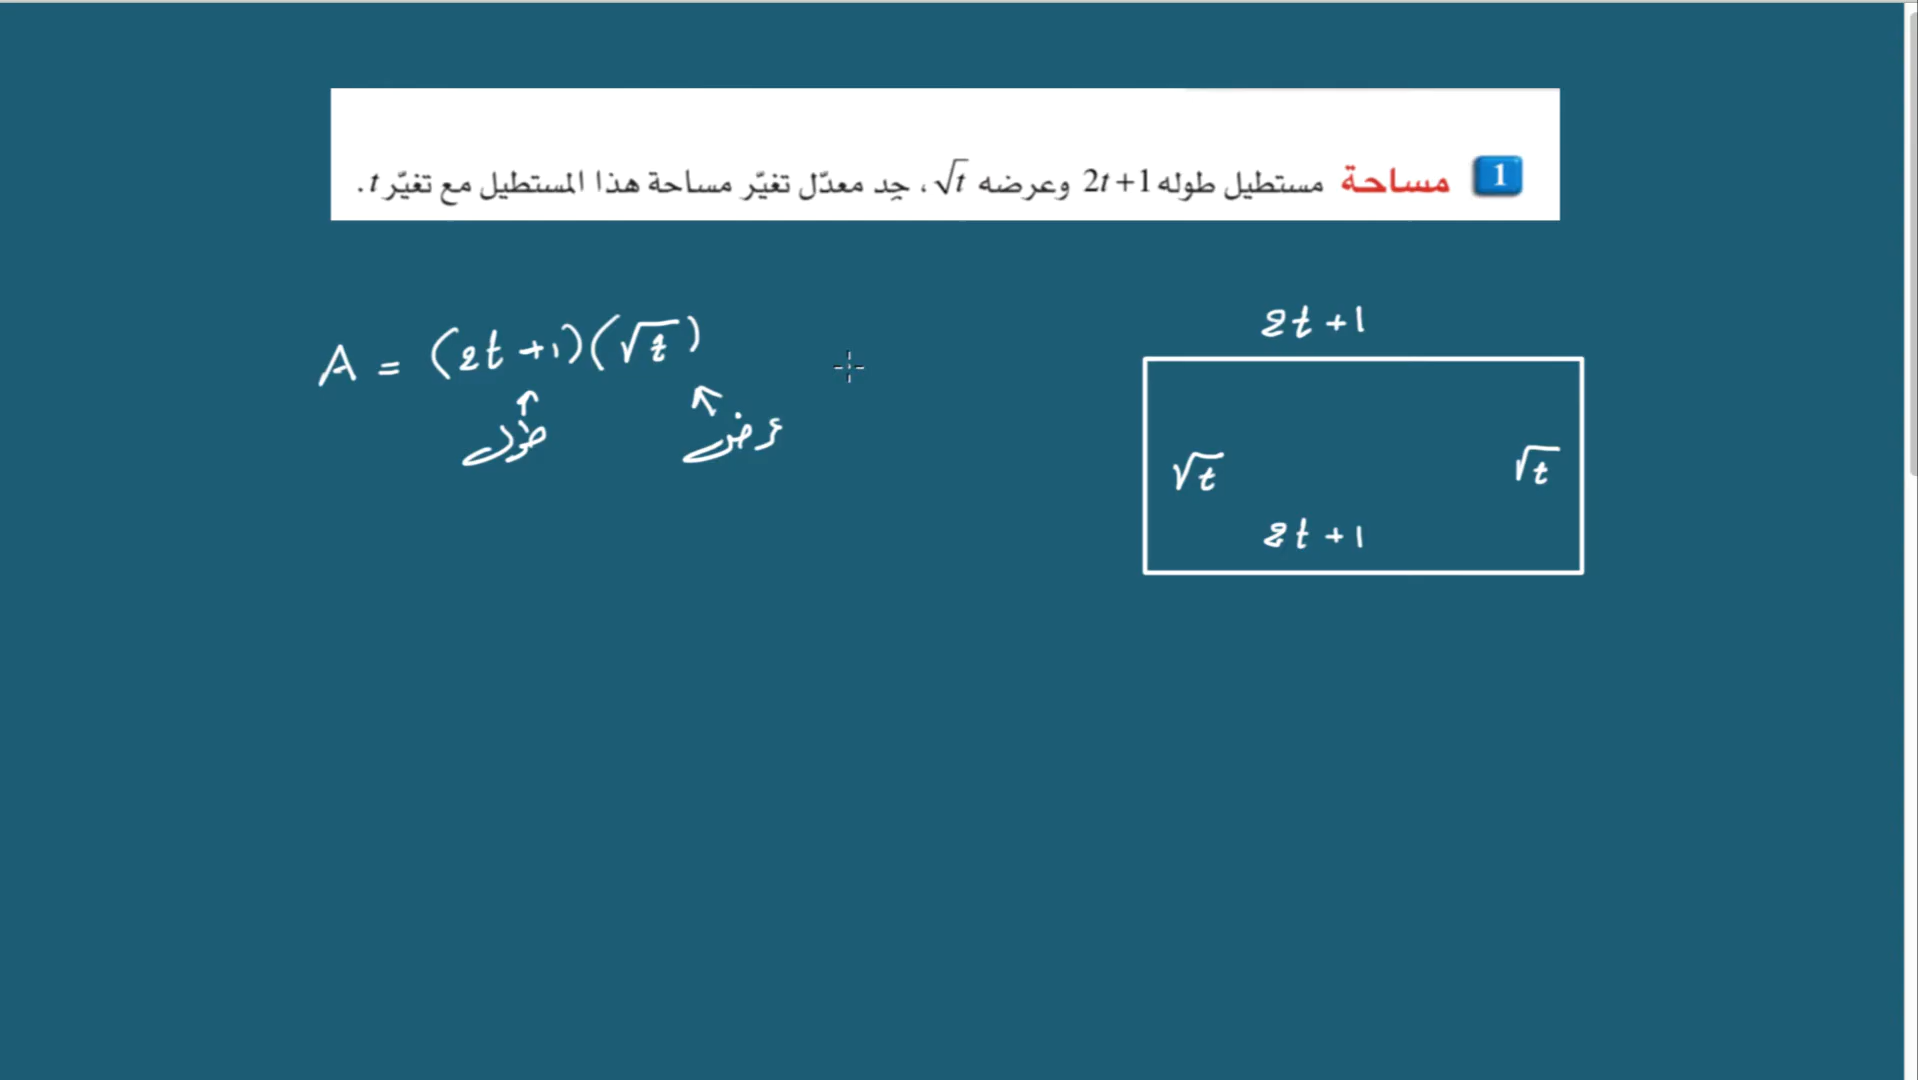 1 مساحة مستطيل طوله 2t+1 وعرضه √t ، جِد معدّل تغيّر مساحة هذا المستطيل مع تغيّر t .
A = (2t+1)(√t)
طول عرض
2t+1
√t √t
2t+1